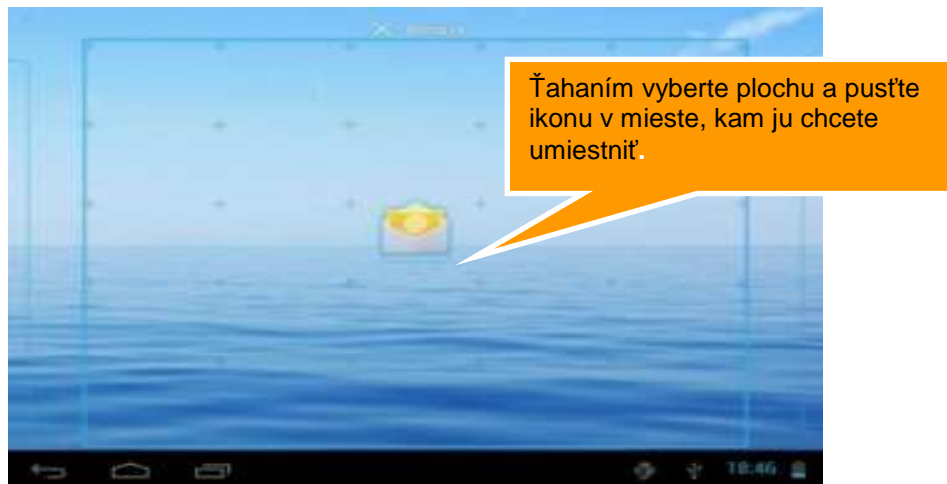 Ťahaním vyberte plochu a pusťte
ikonu v mieste, kam ju chcete
umiestniť.
18:46